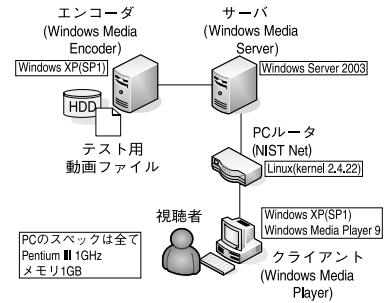 エンコーダ
(Windows Media
Encoder)
Windows XP(SP1)
HDD
テスト用
動画ファイル
サーバ
(Windows Media
Server)
Windows Server 2003
PCルータ
(NIST Net)
Linux(kernel 2.4.22)
視聴者
Windows XP(SP1)
Windows Media Player 9
クライアント
(Windows Media
Player)
PCのスペックは全て
Pentium Ⅲ 1GHz
メモリ1GB